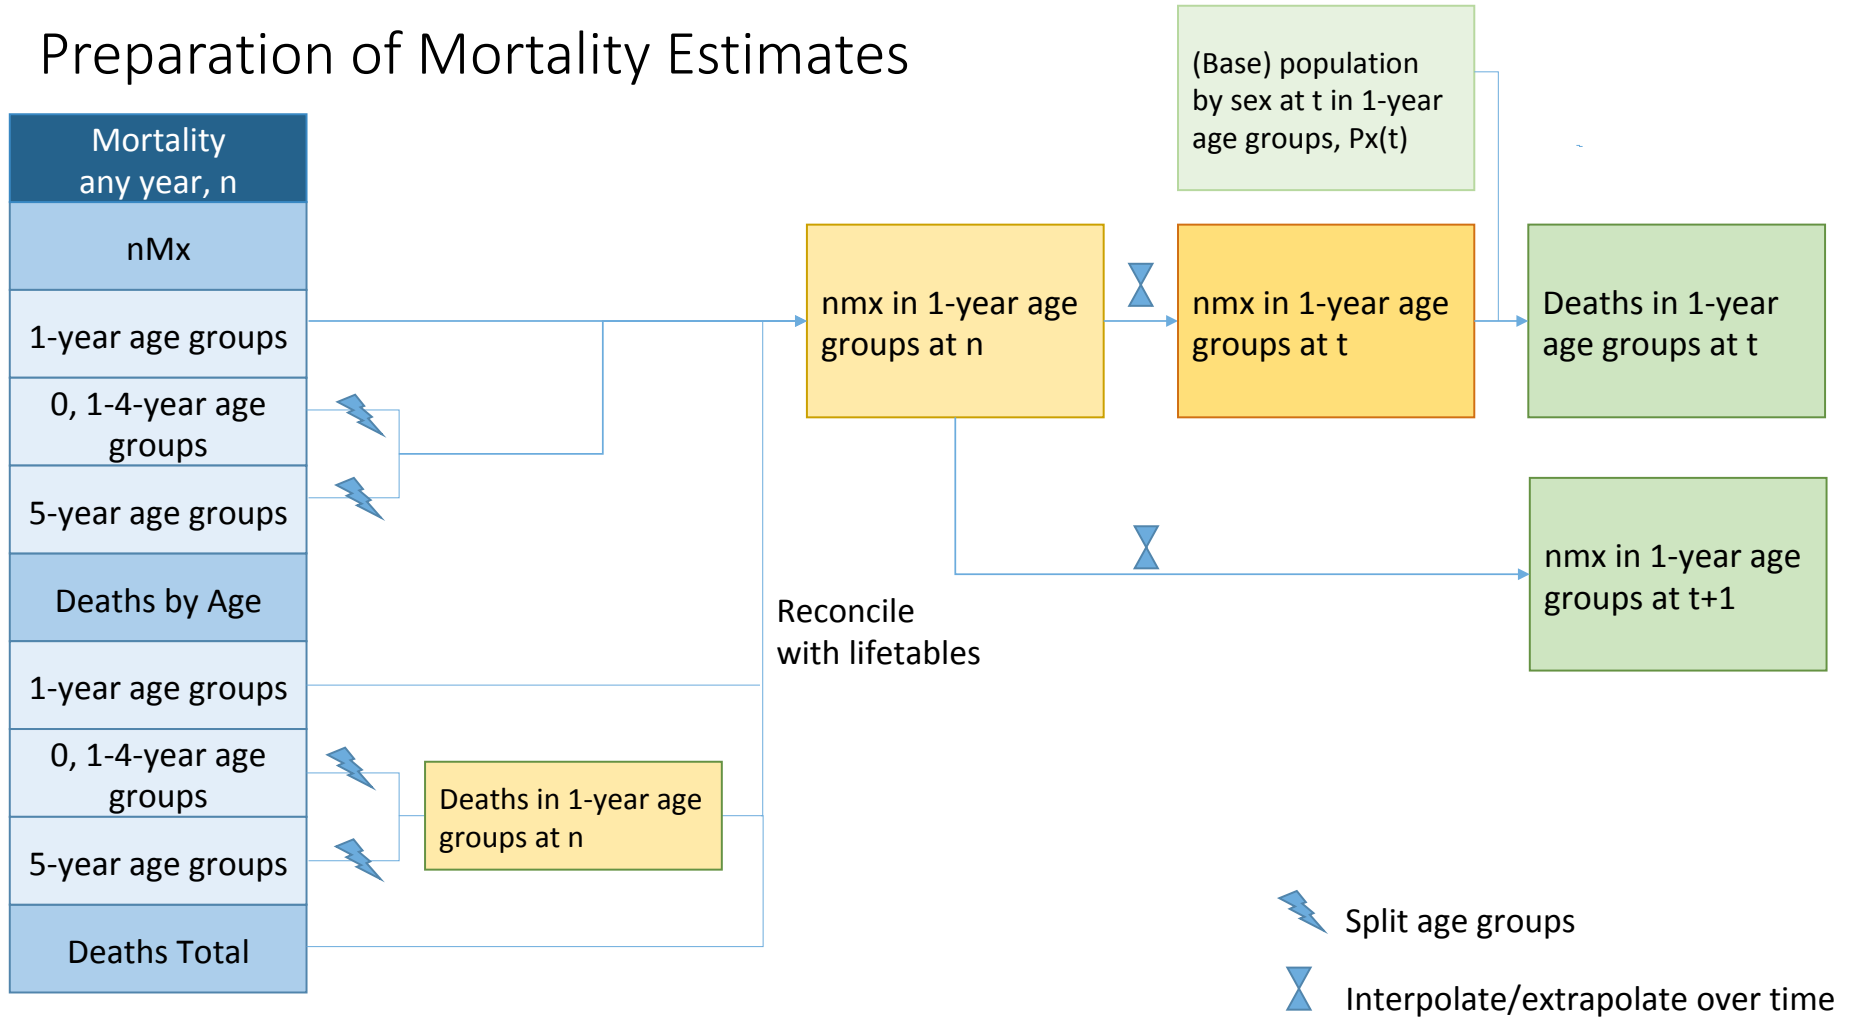 Preparation of Mortality Estimates
(Base) population
by sex at t in 1-year
age groups, Px(t)
Mortality
any year, n
nMx
1-year age groups
0, 1-4-year age
groups
5-year age groups
Deaths by Age
1-year age groups
0, 1-4-year age
groups
5-year age groups
Deaths Total
nmx in 1-year age
groups at n
nmx in 1-year age
groups at t
Deaths in 1-year
age groups at t
nmx in 1-year age
groups at t+1
Reconcile
with lifetables
Deaths in 1-year age
groups at n
Split age groups
Interpolate/extrapolate over time